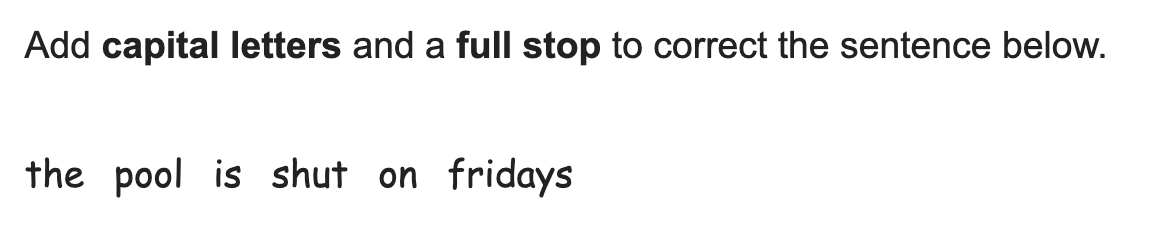 Add capital letters and a full stop to correct the sentence below.
the pool is shut on fridays